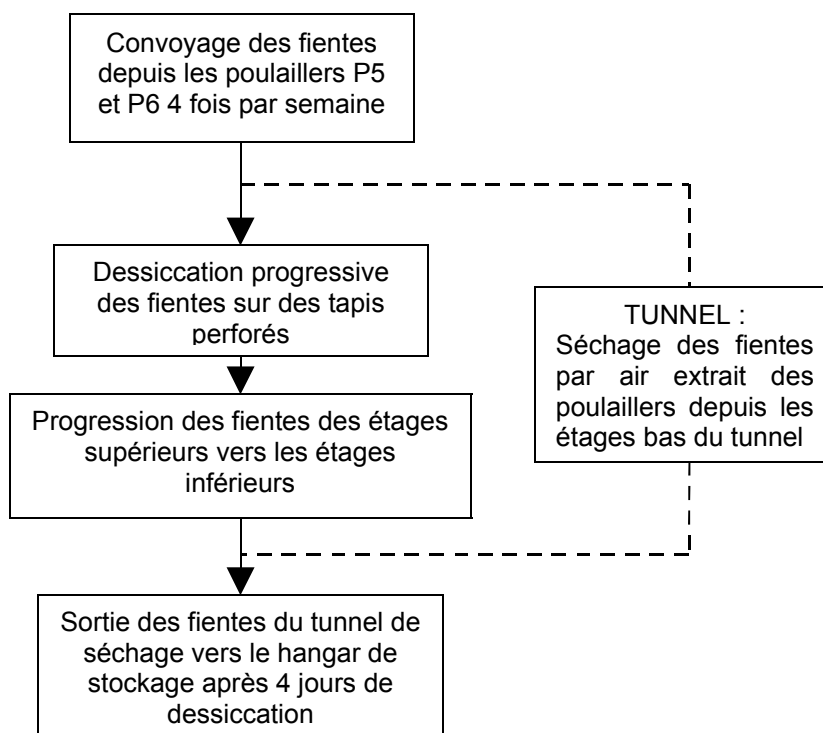 Convoyage des fientes
depuis les poulaillers P5
et P6 4 fois par semaine
Dessiccation progressive
des fientes sur des tapis
perforés
TUNNEL :
Séchage des fientes
par air extrait des
poulaillers depuis les
étages bas du tunnel
Progression des fientes des étages
supérieurs vers les étages
inférieurs
Sortie des fientes du tunnel de
séchage vers le hangar de
stockage après 4 jours de
dessiccation